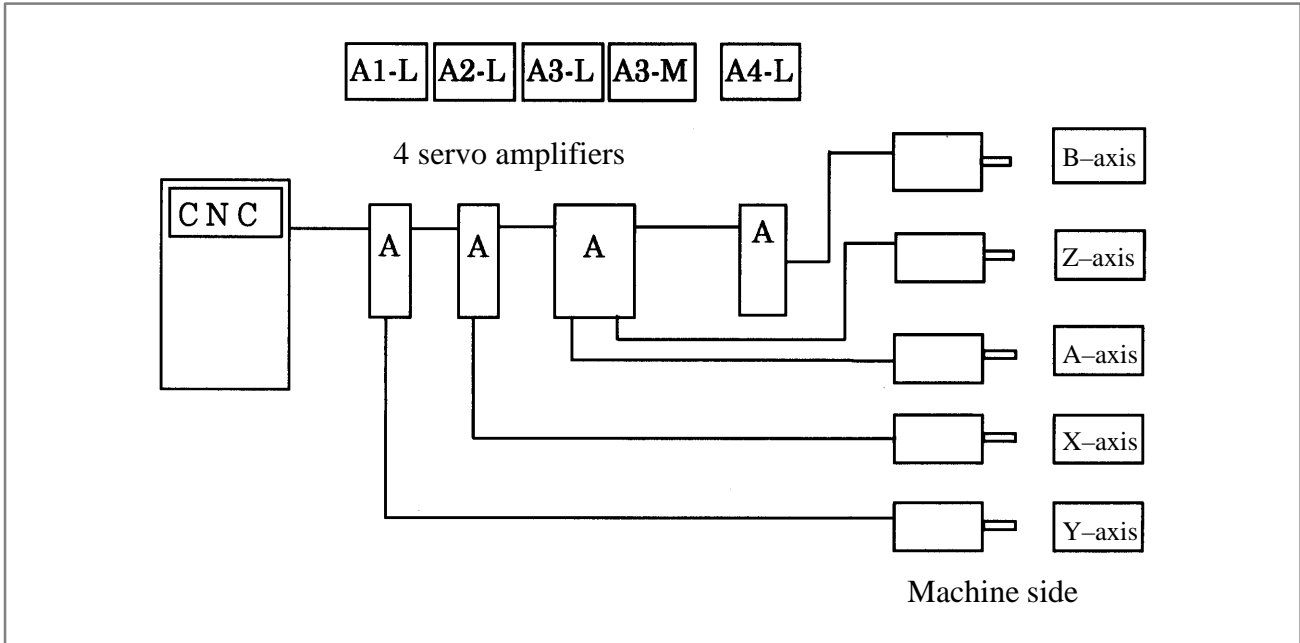 A1-L A2-L A3-L A3-M A4-L
4 servo amplifiers
B–axis
CNC
A A A A
Z–axis
A–axis
X–axis
Y–axis
Machine side